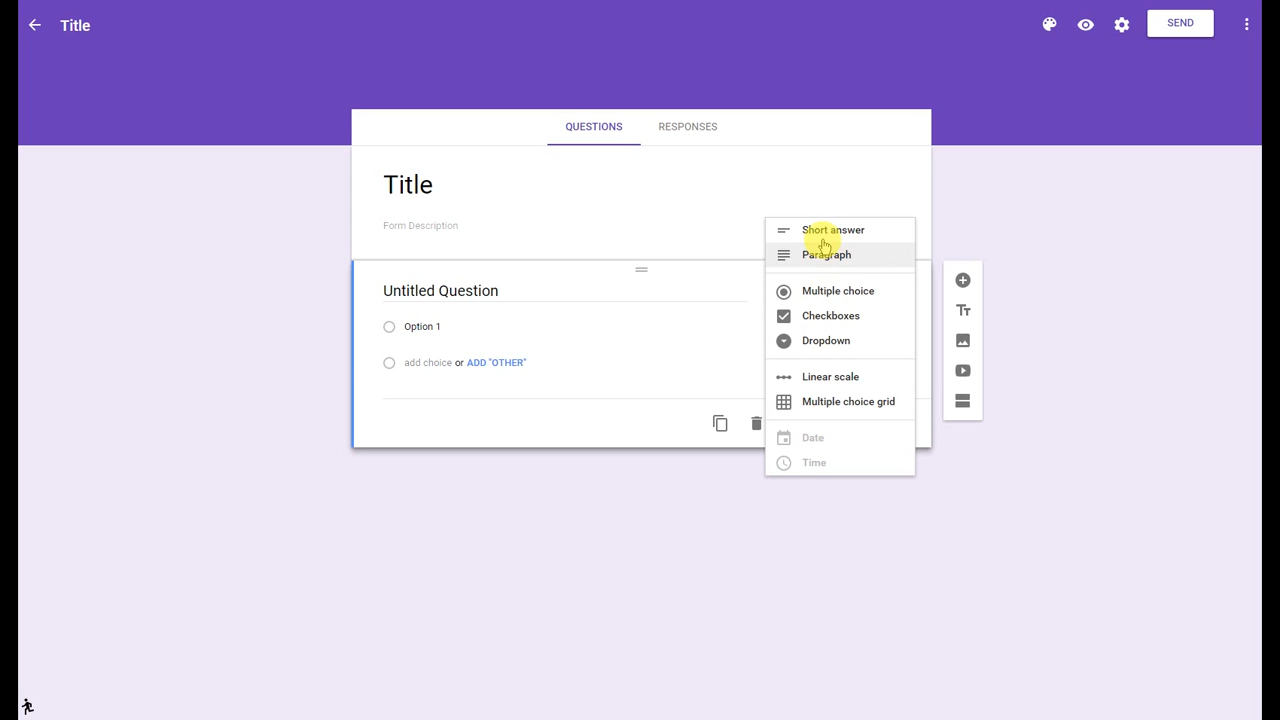 Title
SEND
QUESTIONS
RESPONSES
Title
Form Description
Untitled Question
Option 1
add choice or ADD "OTHER"
Short answer
Paragraph
Multiple choice
Checkboxes
Dropdown
Linear scale
Multiple choice grid
Date
Time
Tт